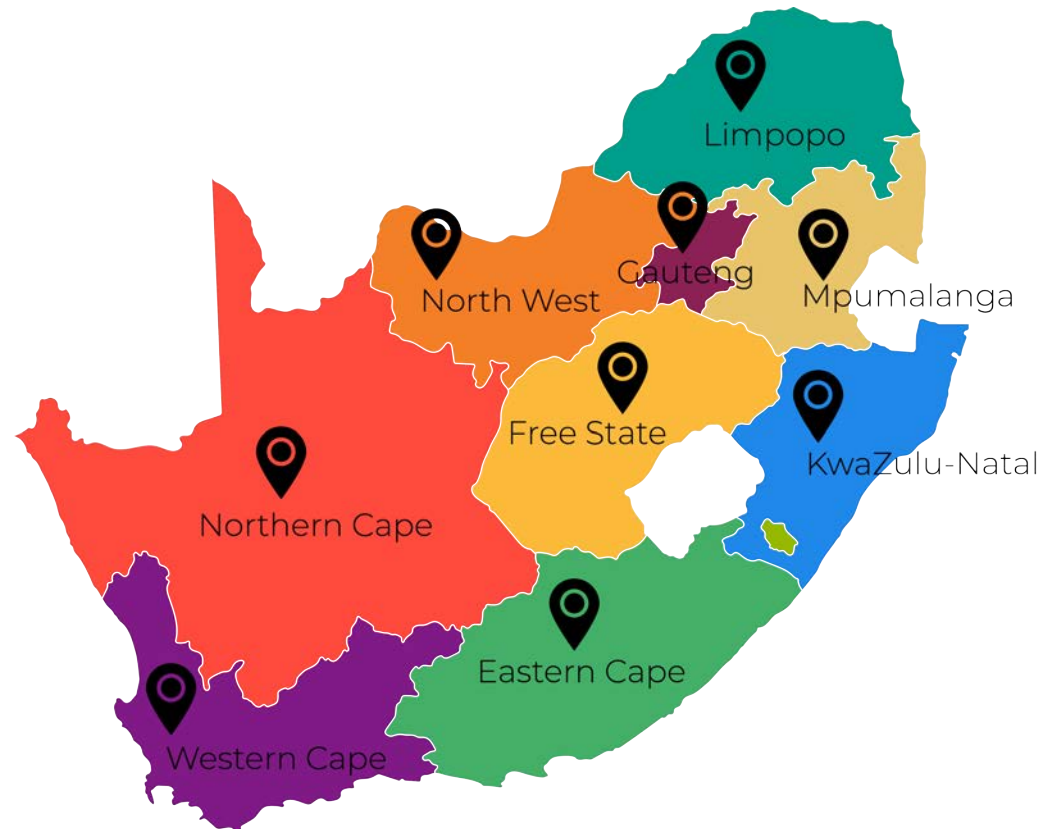 Limpopo
Gauteng
North West
Mpumalanga
Free State
KwaZulu-Natal
Northern Cape
Eastern Cape
Western Cape